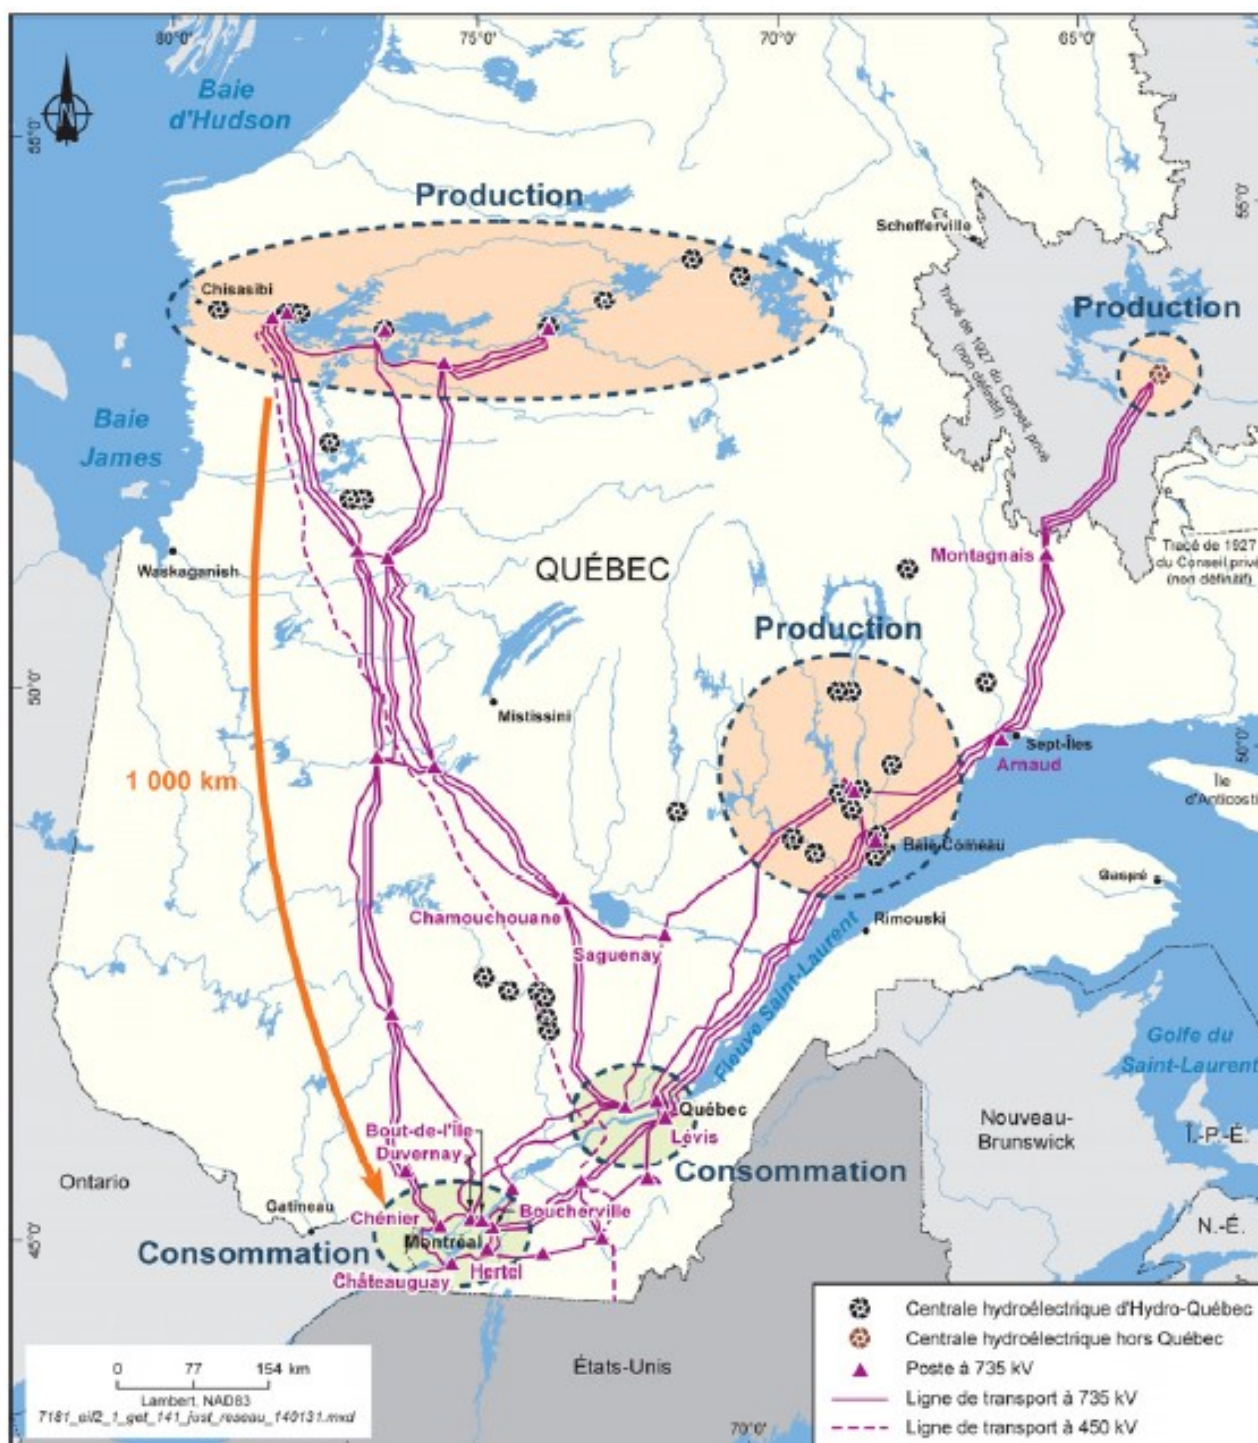 80°0'
75°0'
70°0'
65°0'
55°0'
Baie
d'Hudson
Production
Schefferville
55°0'
Chisasibi
Tracé de 1927
du Conseil privé
(non définitif)
Production
Baie
James
Waskaganish
QUÉBEC
Montagnais
Tracé de 1927
du Conseil privé
(non définitif)
Production
50°0'
Mistissini
Sept-Îles
50°0'
Arnaud
1 000 km
Île
d'Anticosti
Baie-Comeau
Gaspé
Chamouchouane
Rimouski
Saguenay
Fleuve Saint-Laurent
Golfe du
Saint-Laurent
Québec
Nouveau-
Brunswick
Bout-de-l'Île
Lévis
Î.-P.-É.
Duvernay
Consommation
Ontario
Gatineau
Chénier
Boucherville
N.-É.
45°0'
Consommation
Montréal
Châteauguay
Hertel
Centrale hydroélectrique d'Hydro-Québec
Centrale hydroélectrique hors Québec
États-Unis
Poste à 735 kV
Ligne de transport à 735 kV
Ligne de transport à 450 kV
0 77 154 km
Lambert, NAD83
70°0'
N